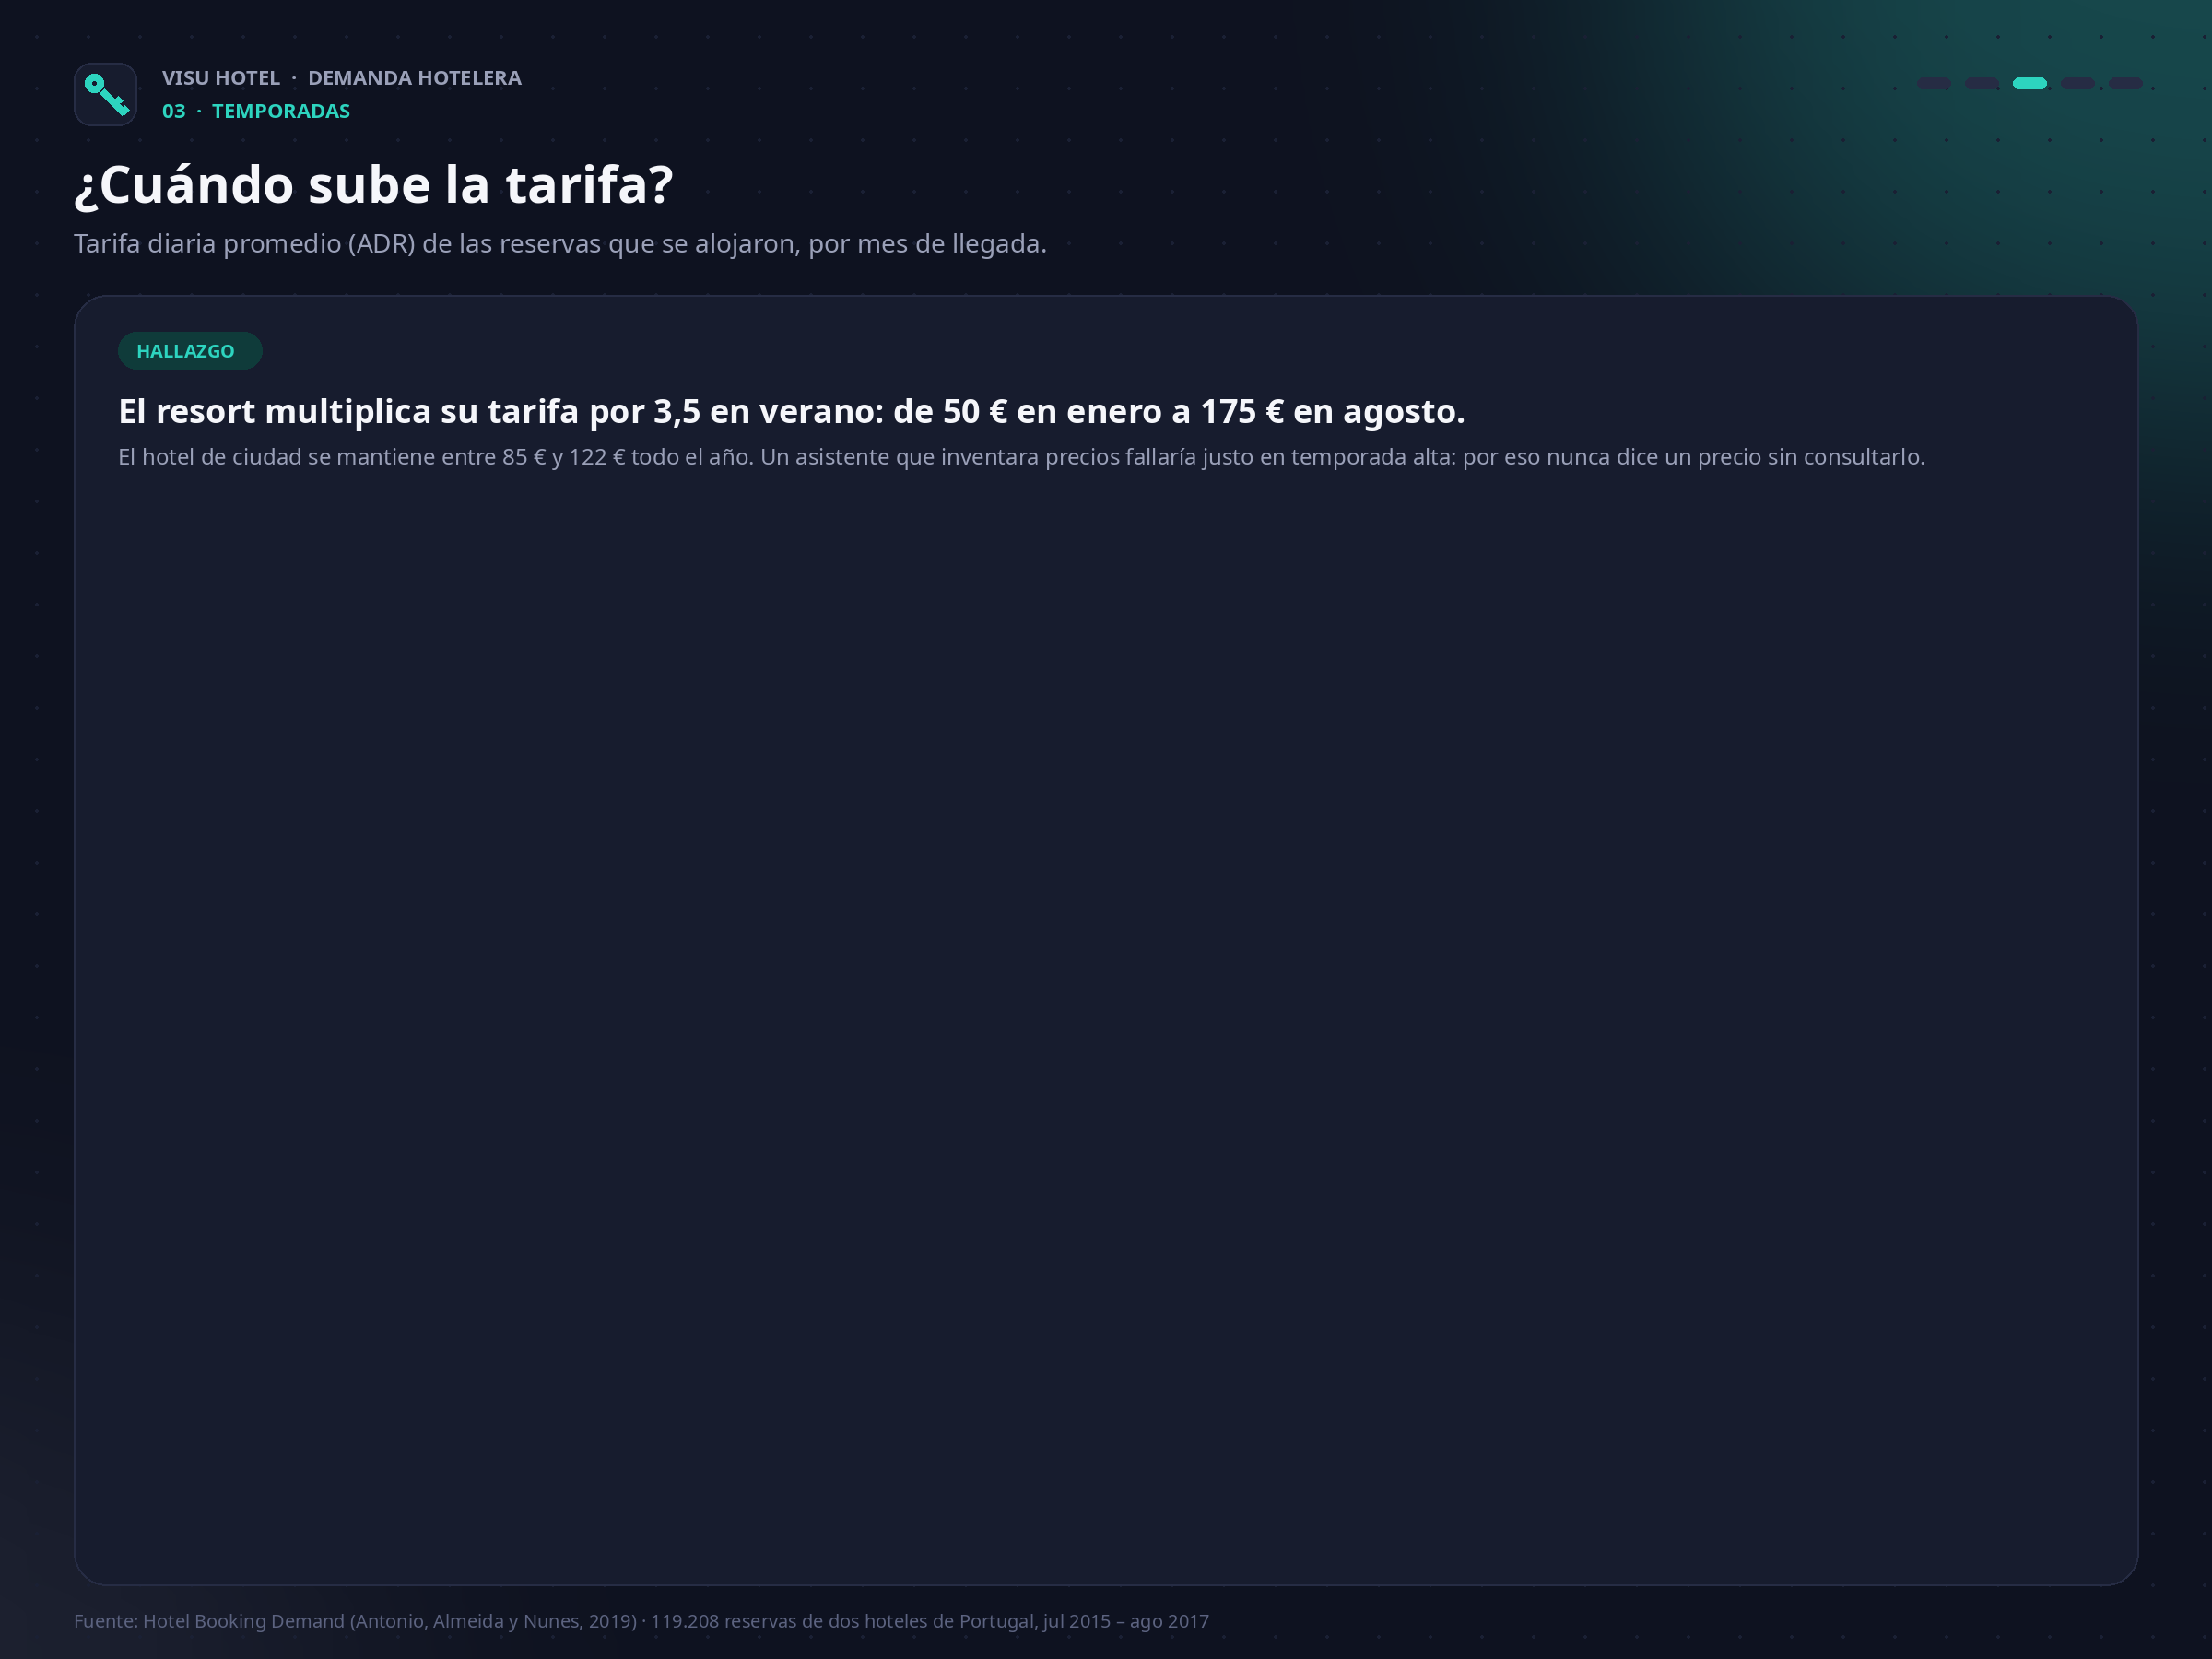 VISU HOTEL · DEMANDA HOTELERA
03 · TEMPORADAS
¿Cuándo sube la tarifa?
Tarifa diaria promedio (ADR) de las reservas que se alojaron, por mes de llegada.
HALLAZGO
El resort multiplica su tarifa por 3,5 en verano: de 50 € en enero a 175 € en agosto.
El hotel de ciudad se mantiene entre 85 € y 122 € todo el año. Un asistente que inventara precios fallaría justo en temporada alta: por eso nunca dice un precio sin consultarlo.
Fuente: Hotel Booking Demand (Antonio, Almeida y Nunes, 2019) · 119.208 reservas de dos hoteles de Portugal, jul 2015 – ago 2017